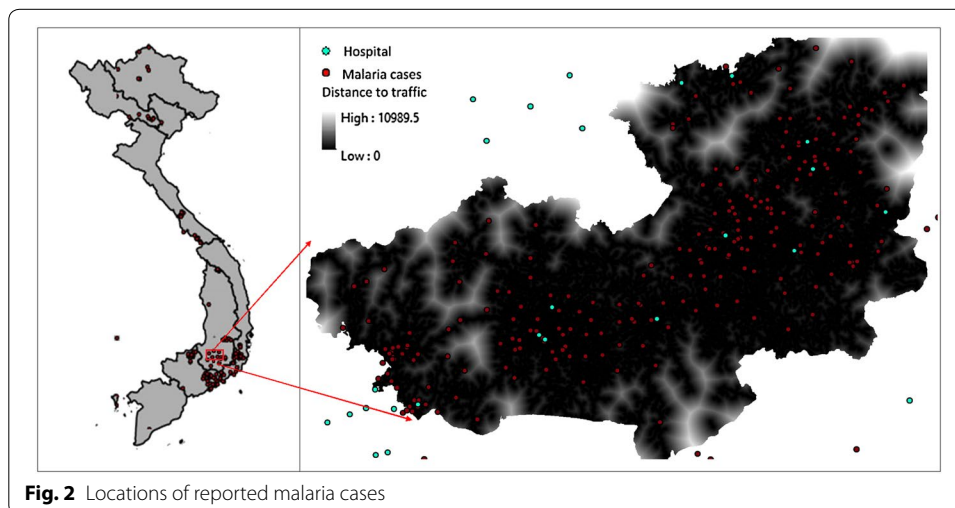 Hospital
Malaria cases
Distance to traffic
High : 10989.5
Low : 0
Fig. 2 Locations of reported malaria cases